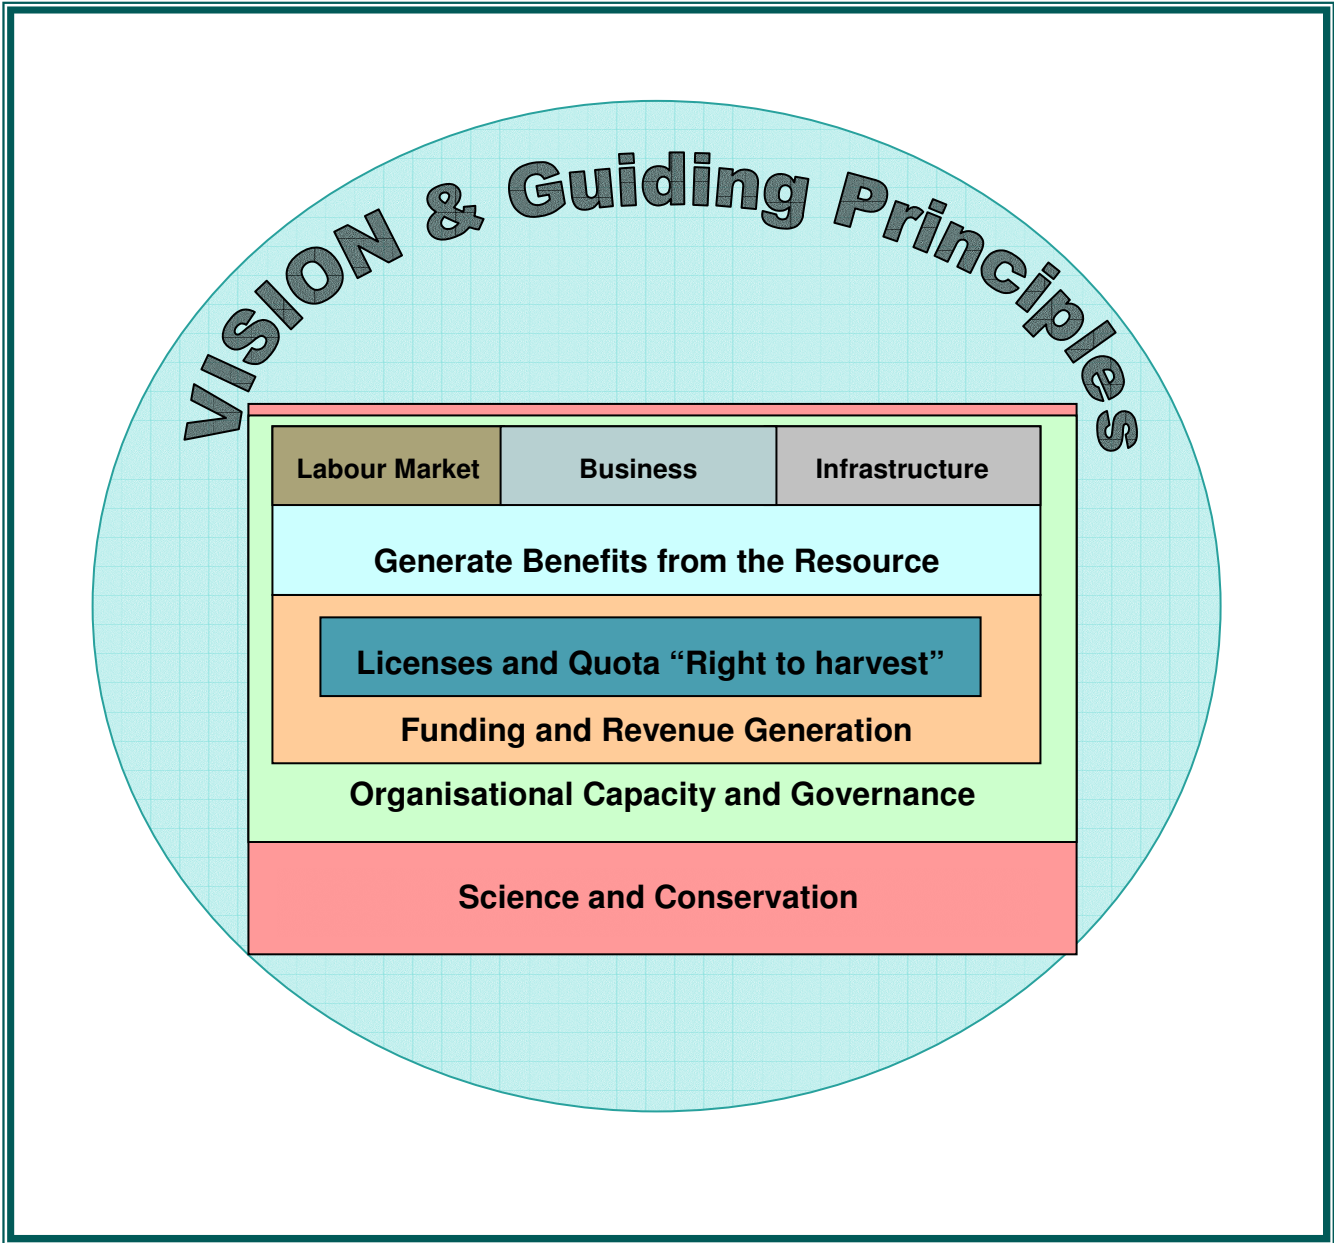 VISION & Guiding Principles
Labour Market
Business
Infrastructure
Generate Benefits from the Resource
Licenses and Quota “Right to harvest”
Funding and Revenue Generation
Organisational Capacity and Governance
Science and Conservation